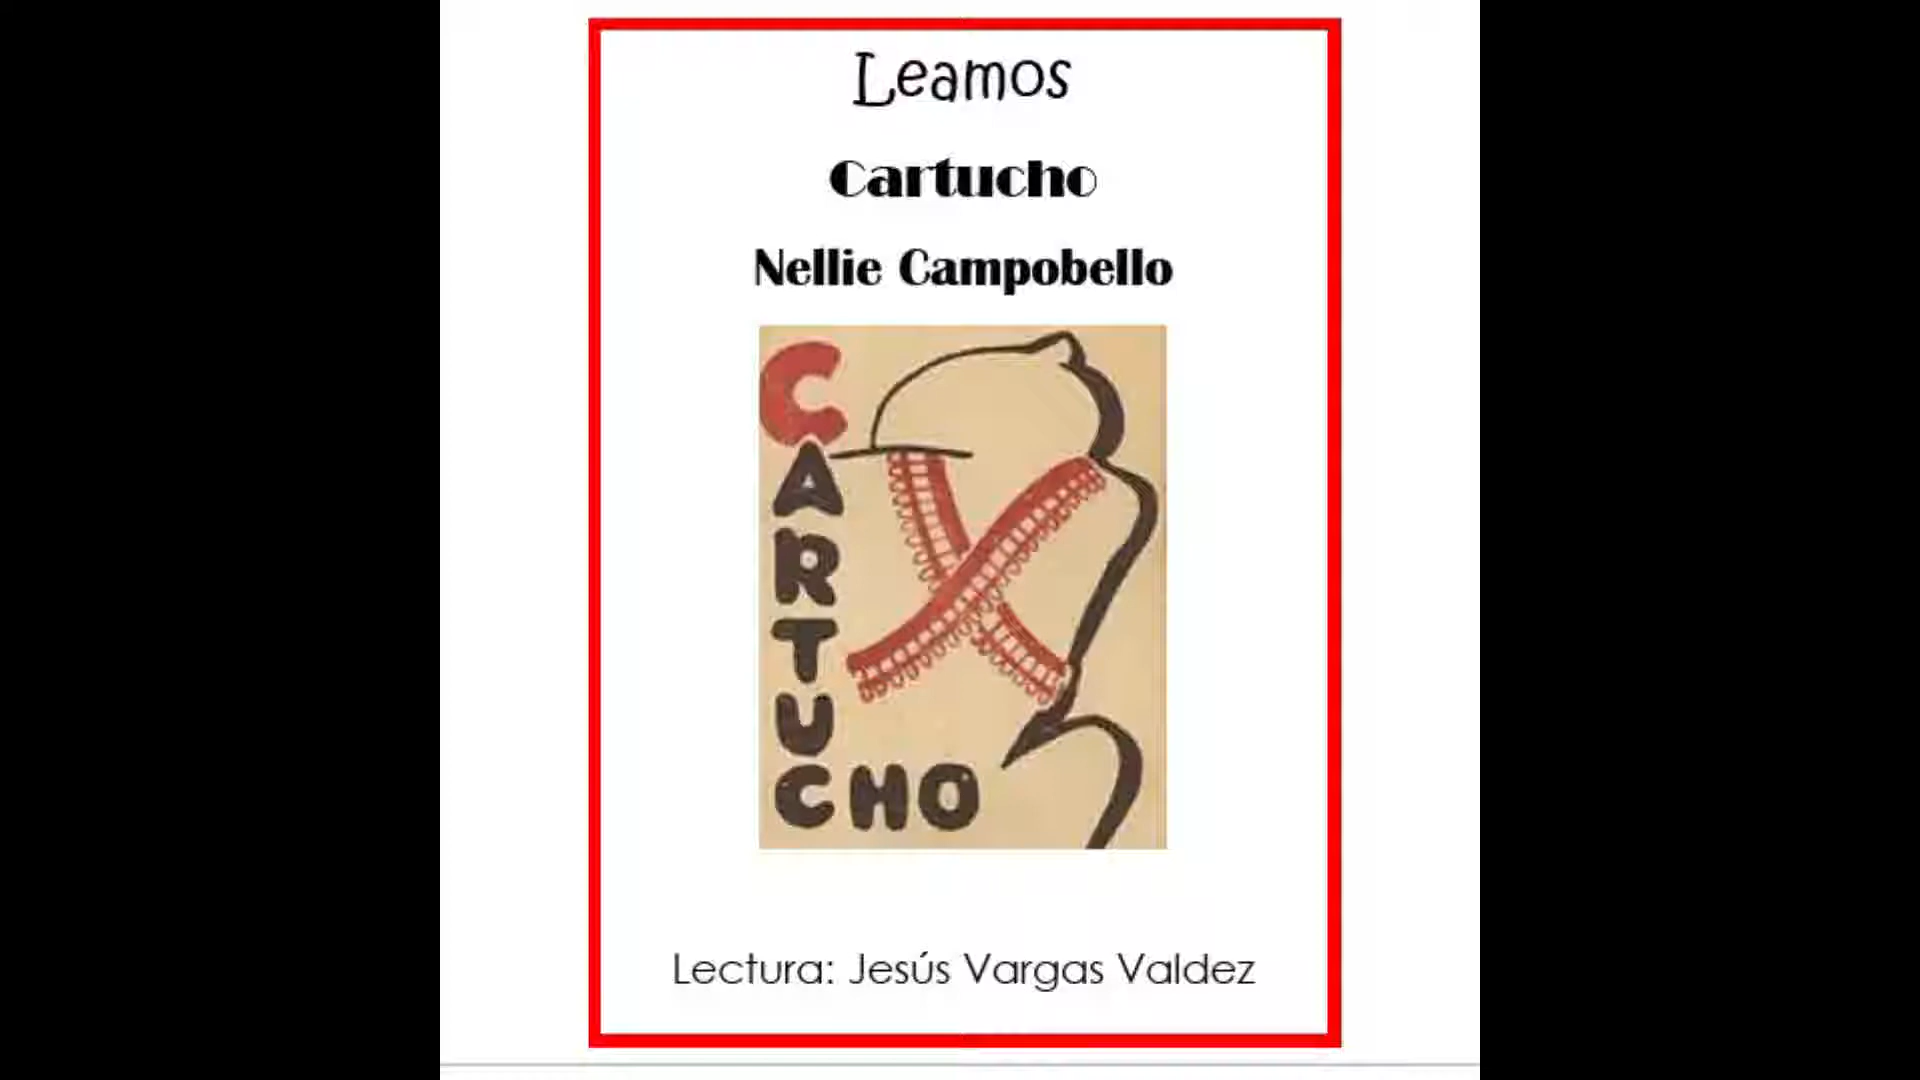 Leamos
Cartucho
Nellie Campobello
CARTUCHO
Lectura: Jesús Vargas Valdez